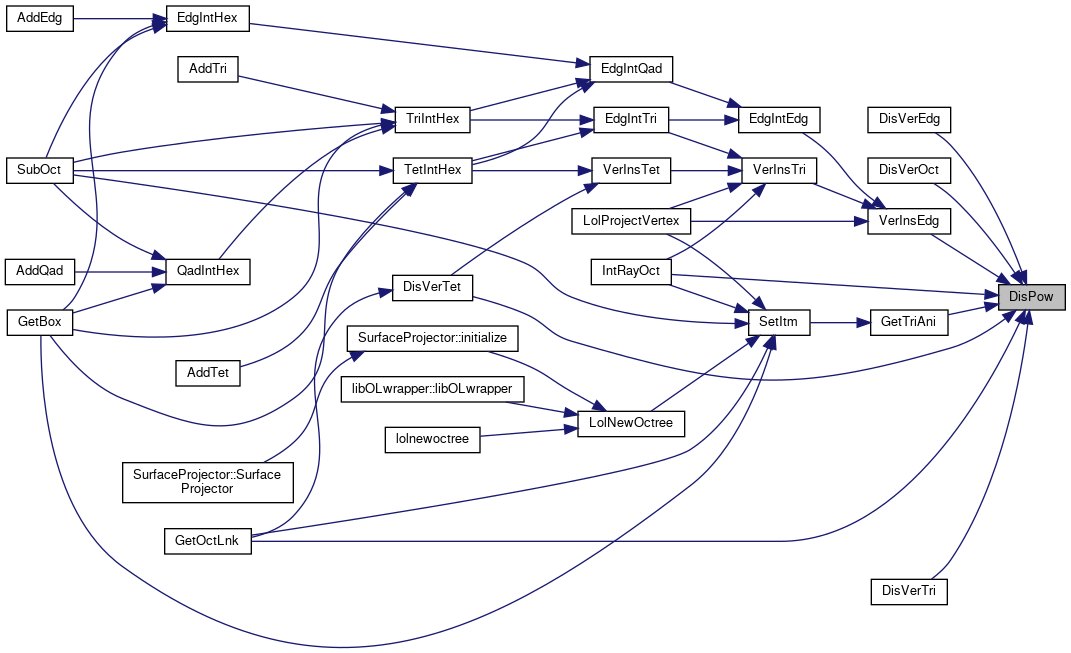 AddEdg
EdgIntHex
AddTri
EdgIntQad
TriIntHex
EdgIntTri
EdgIntEdg
DisVerEdg
SubOct
TetIntHex
VerInsTet
VerInsTri
DisVerOct
LolProjectVertex
VerInsEdg
AddQad
QadIntHex
IntRayOct
DisVerTet
DisPow
GetBox
SetItm
GetTriAni
SurfaceProjector::initialize
AddTet
libOLwrapper::libOLwrapper
LolNewOctree
lolnewoctree
SurfaceProjector::Surface
Projector
GetOctLnk
DisVerTri